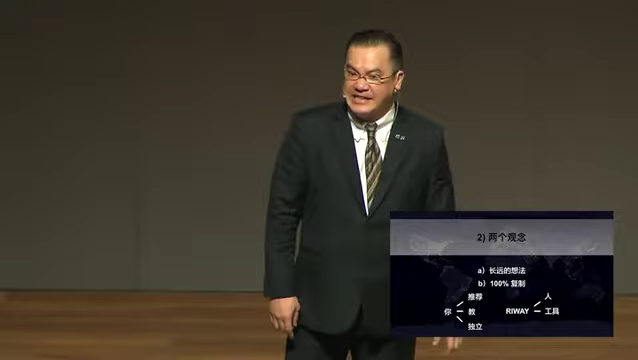 2) 两个观念
a）长远的想法
b）100% 复制
推荐
人
你
教
RIWAY
工具
独立